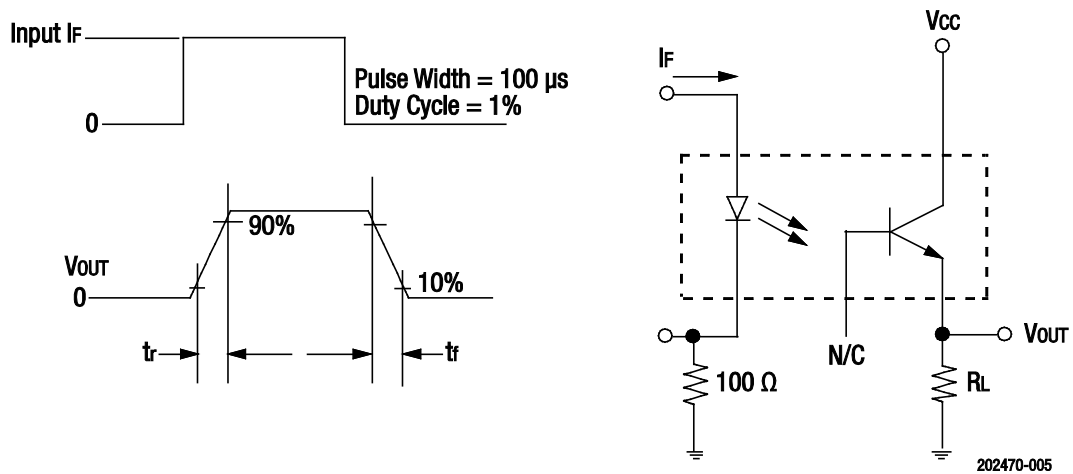 Input IF
0
Pulse Width = 100 µs
Duty Cycle = 1%
VOUT
0
90%
10%
tr
tf
VCC
IF
N/C
VOUT
100 Ω
RL
202470-005